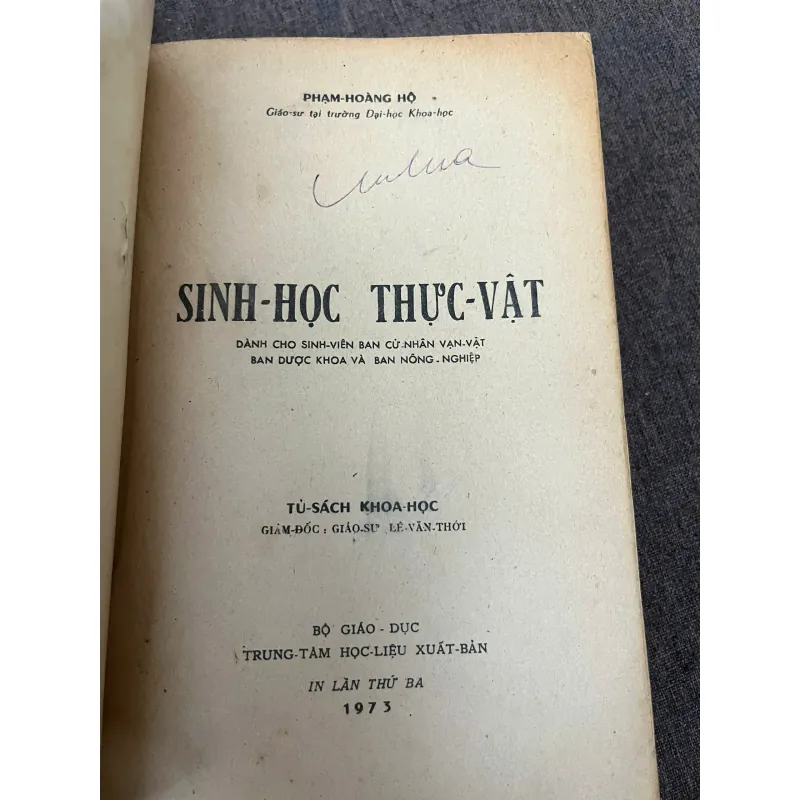 PHẠM-HOÀNG HỘ
Giáo-sư tại trường Đại-học Khoa-học
SINH-HỌC THỰC-VẬT
DÀNH CHO SINH-VIÊN BAN CỬ-NHÂN VẠN-VẬT
BAN DƯỢC KHOA VÀ BAN NÔNG-NGHIỆP
TỦ-SÁCH KHOA-HỌC
GIÁM-ĐỐC : GIÁO-SƯ LÊ-VĂN-THỚI
BỘ GIÁO-DỤC
TRUNG-TÂM HỌC-LIỆU XUẤT-BẢN
IN LẦN THỨ BA
1973